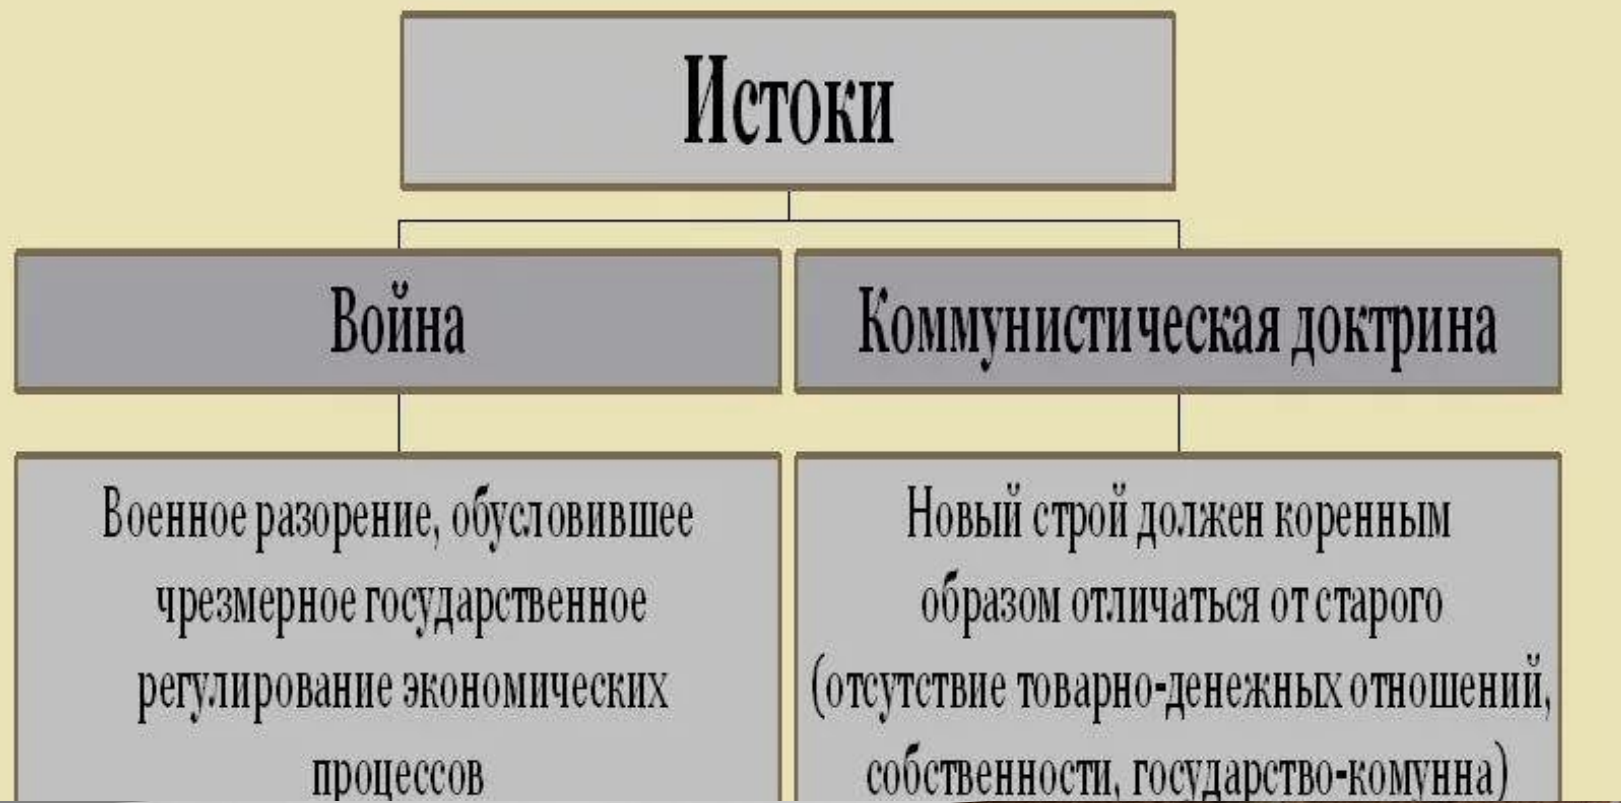 Истоки
Война
Коммунистическая доктрина
Военное разорение, обусловившее
чрезмерное государственное
регулирование экономических
процессов
Новый строй должен коренным
образом отличаться от старого
(отсутствие товарно-денежных отношений,
собственности, государство-комунна)